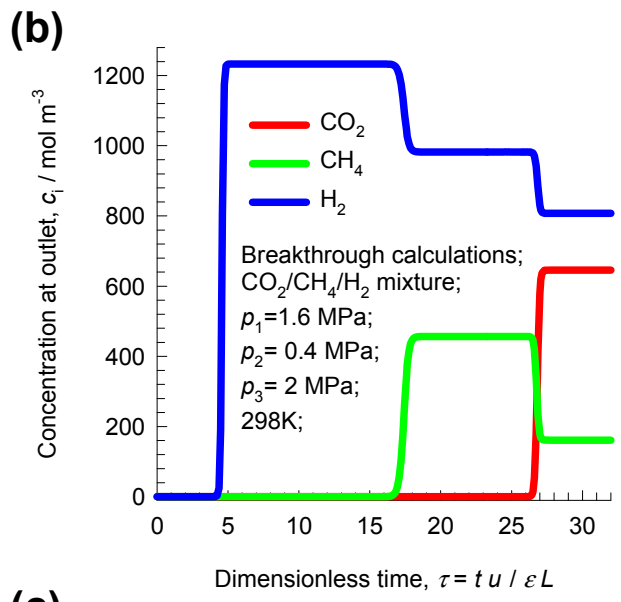 (b)
Concentration at outlet, cᵢ / mol m⁻³
1200
1000
800
600
400
200
0
CO₂
CH₄
H₂
Breakthrough calculations;
CO₂/CH₄/H₂ mixture;
p₁=1.6 MPa;
p₂= 0.4 MPa;
p₃= 2 MPa;
298K;
0 5 10 15 20 25 30
Dimensionless time, τ = t u / ε L